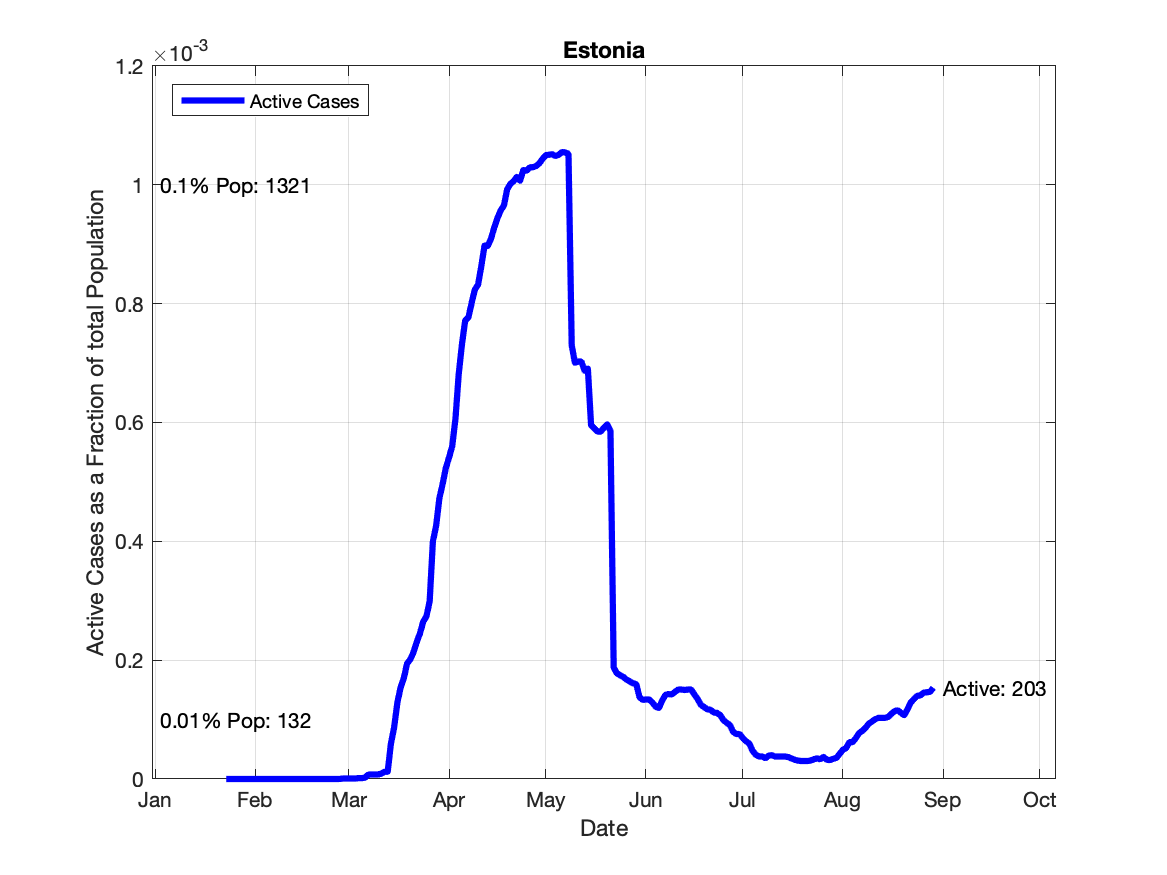 Estonia
×10-3
1.2
Active Cases
1
0.1% Pop: 1321
0.8
0.6
0.4
0.2
0.01% Pop: 132
0
Active: 203
Active Cases as a Fraction of total Population
Jan Feb Mar Apr May Jun Jul Aug Sep Oct
Date